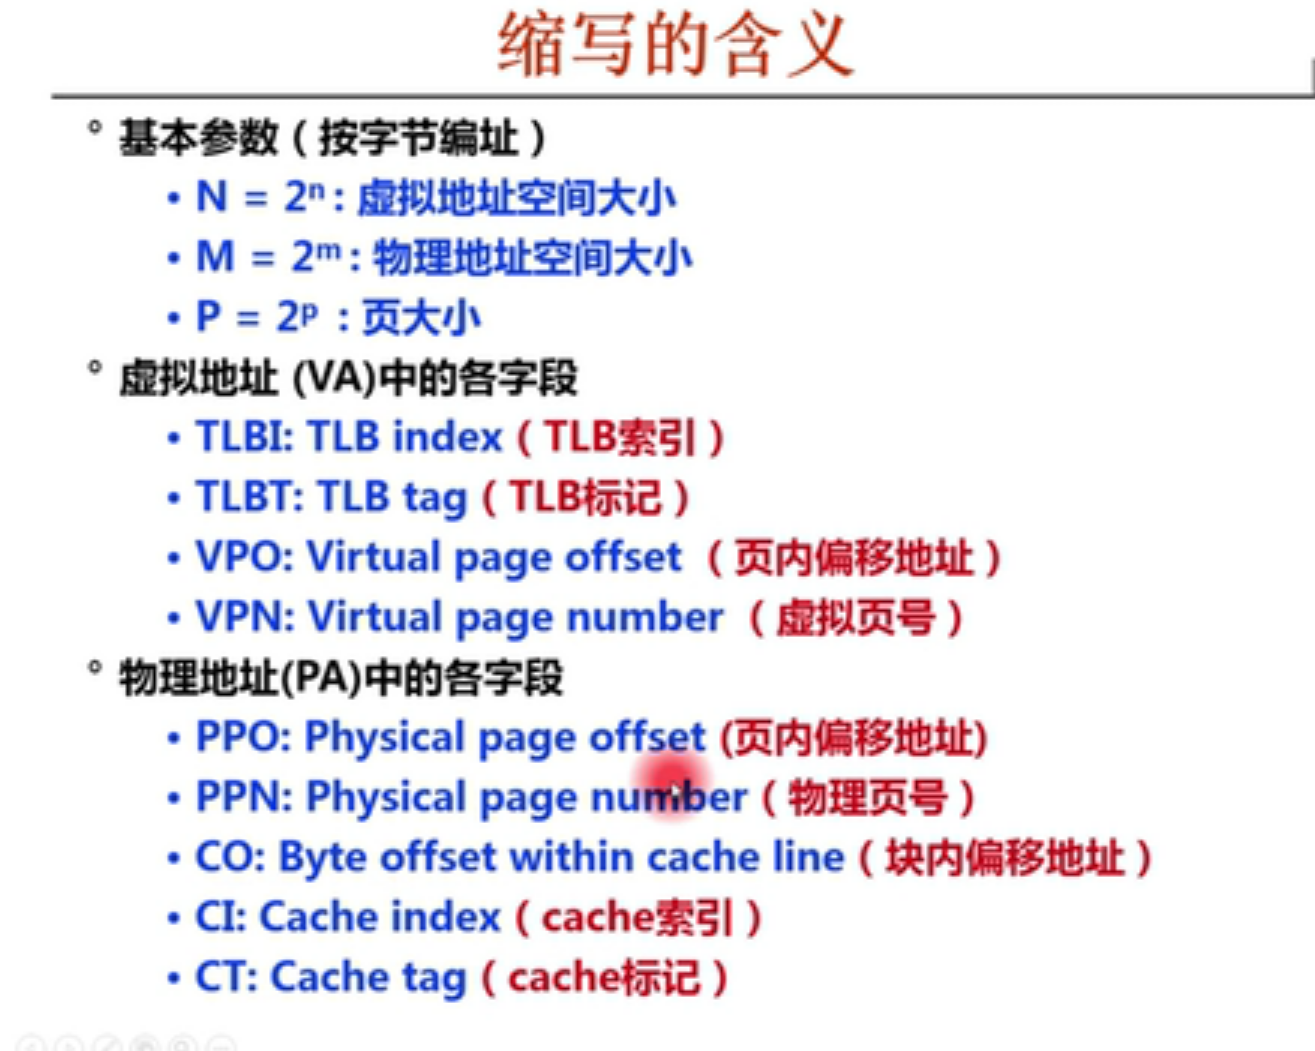 缩写的含义
° 基本参数（按字节编址）
• N = 2ⁿ : 虚拟地址空间大小
• M = 2ᵐ : 物理地址空间大小
• P = 2ᵖ : 页大小
° 虚拟地址 (VA)中的各字段
• TLBI: TLB index（TLB索引）
• TLBT: TLB tag（TLB标记）
• VPO: Virtual page offset （页内偏移地址）
• VPN: Virtual page number （虚拟页号）
° 物理地址(PA)中的各字段
• PPO: Physical page offset (页内偏移地址)
• PPN: Physical page number（物理页号）
• CO: Byte offset within cache line（块内偏移地址）
• CI: Cache index（cache索引）
• CT: Cache tag（cache标记）